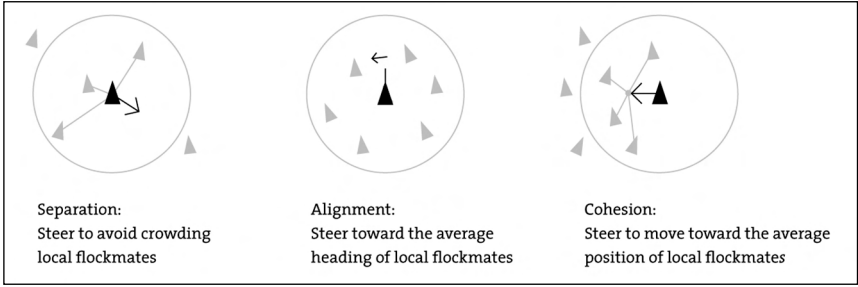 Separation:
Steer to avoid crowding
local flockmates
Alignment:
Steer toward the average
heading of local flockmates
Cohesion:
Steer to move toward the average
position of local flockmates